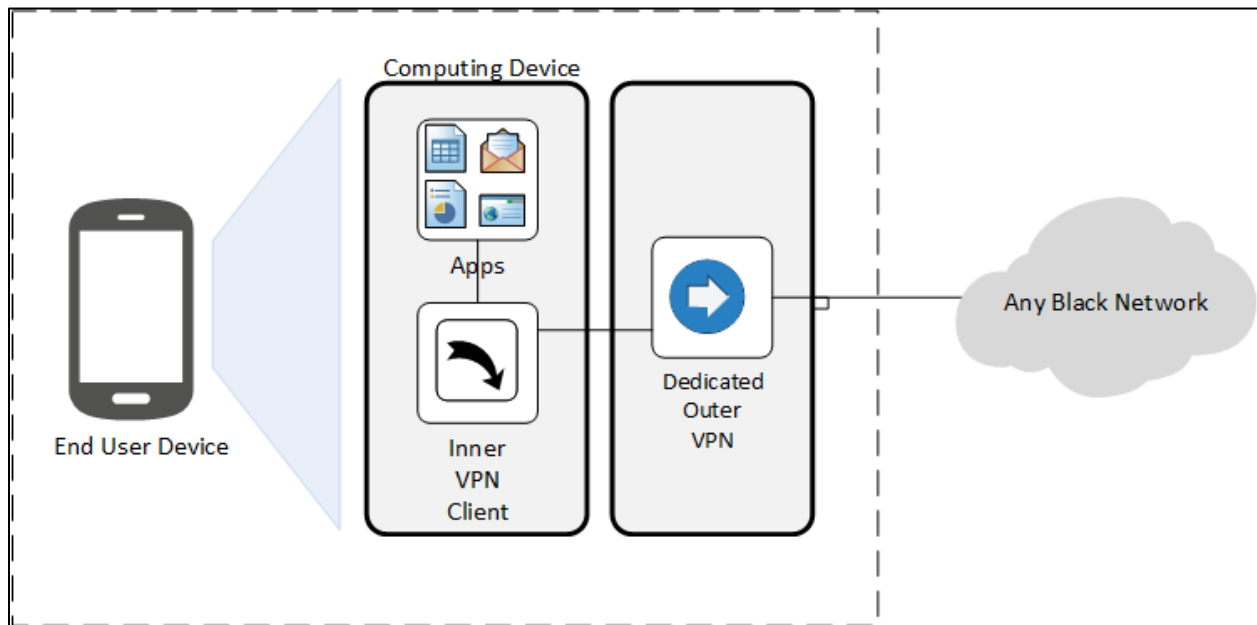 Computing Device
Apps
Inner
VPN
Client
Dedicated
Outer
VPN
End User Device
Any Black Network